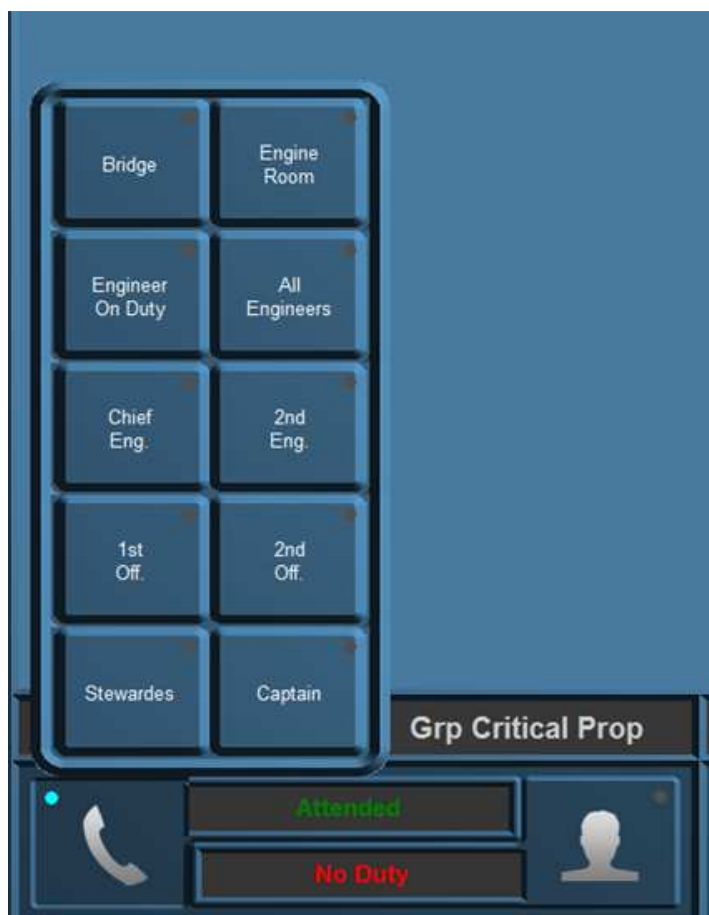 Bridge
Engine
Room
Engineer
On Duty
All
Engineers
Chief
Eng.
2nd
Eng.
1st
Off.
2nd
Off.
Stewardes
Captain
Grp Critical Prop
Attended
No Duty